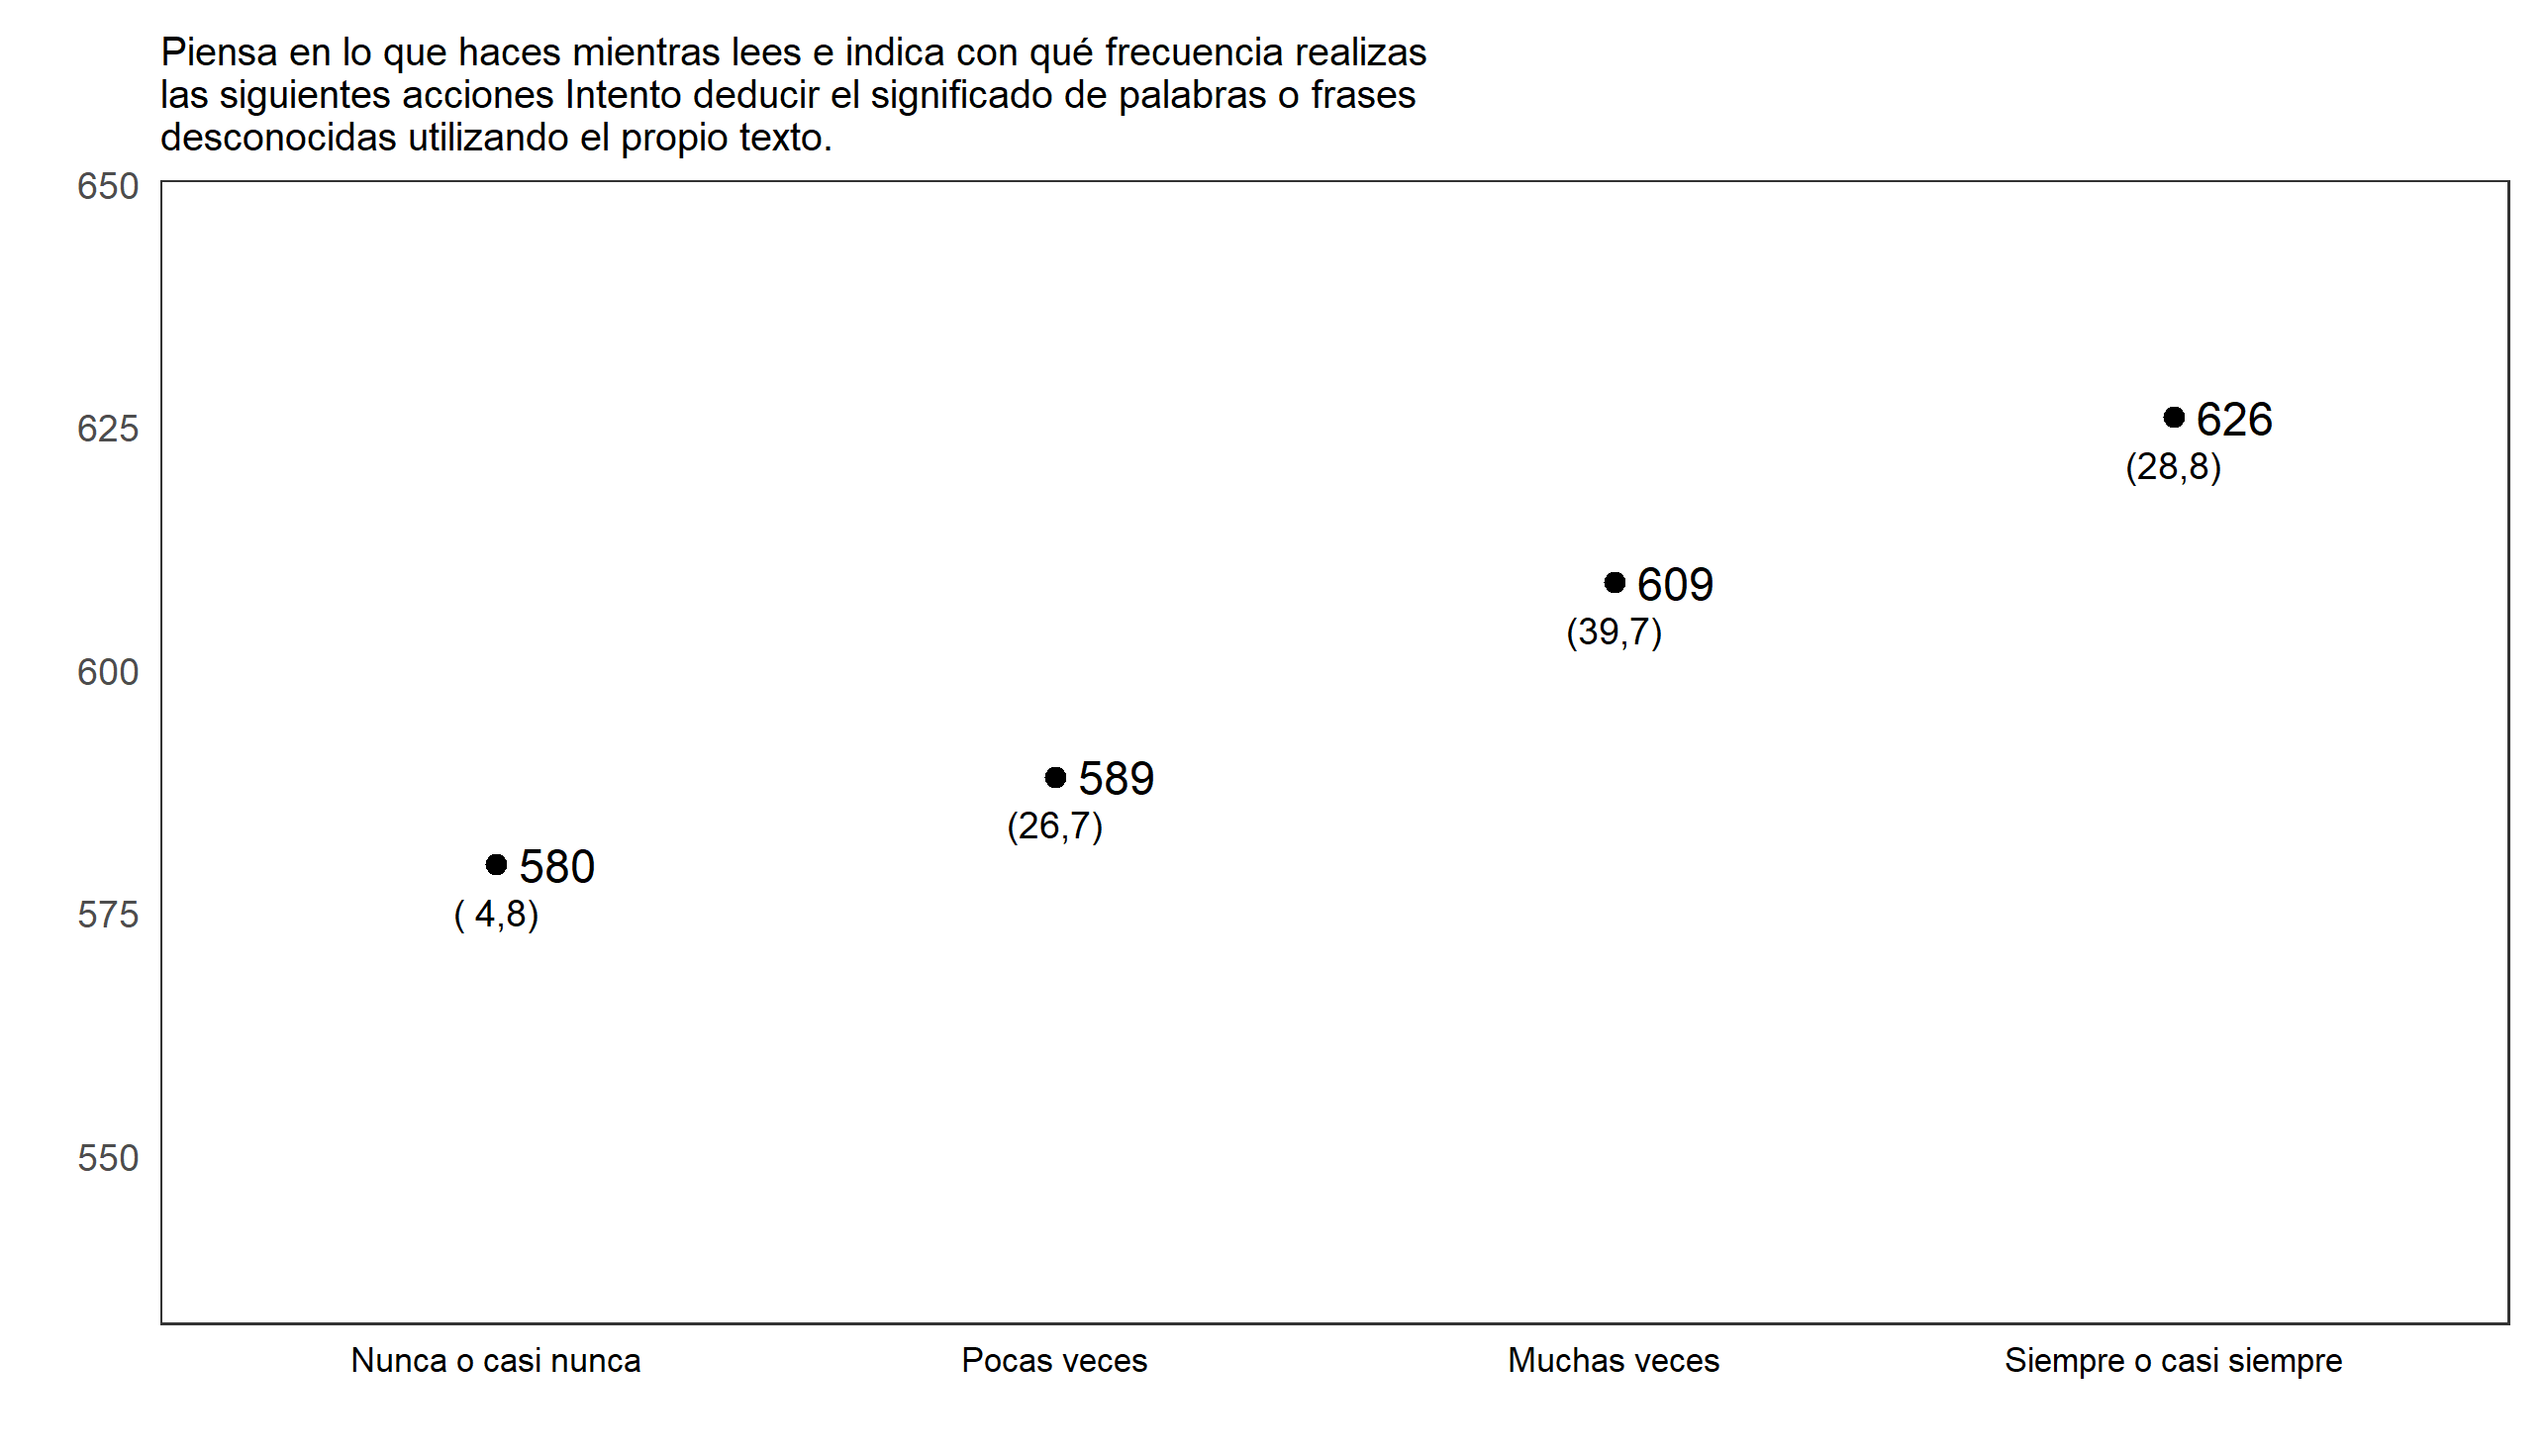 Piensa en lo que haces mientras lees e indica con qué frecuencia realizas
las siguientes acciones Intento deducir el significado de palabras o frases
desconocidas utilizando el propio texto.
650
625
626
(28,8)
609
(39,7)
600
589
(26,7)
580
( 4,8)
575
550
Nunca o casi nunca
Pocas veces
Muchas veces
Siempre o casi siempre